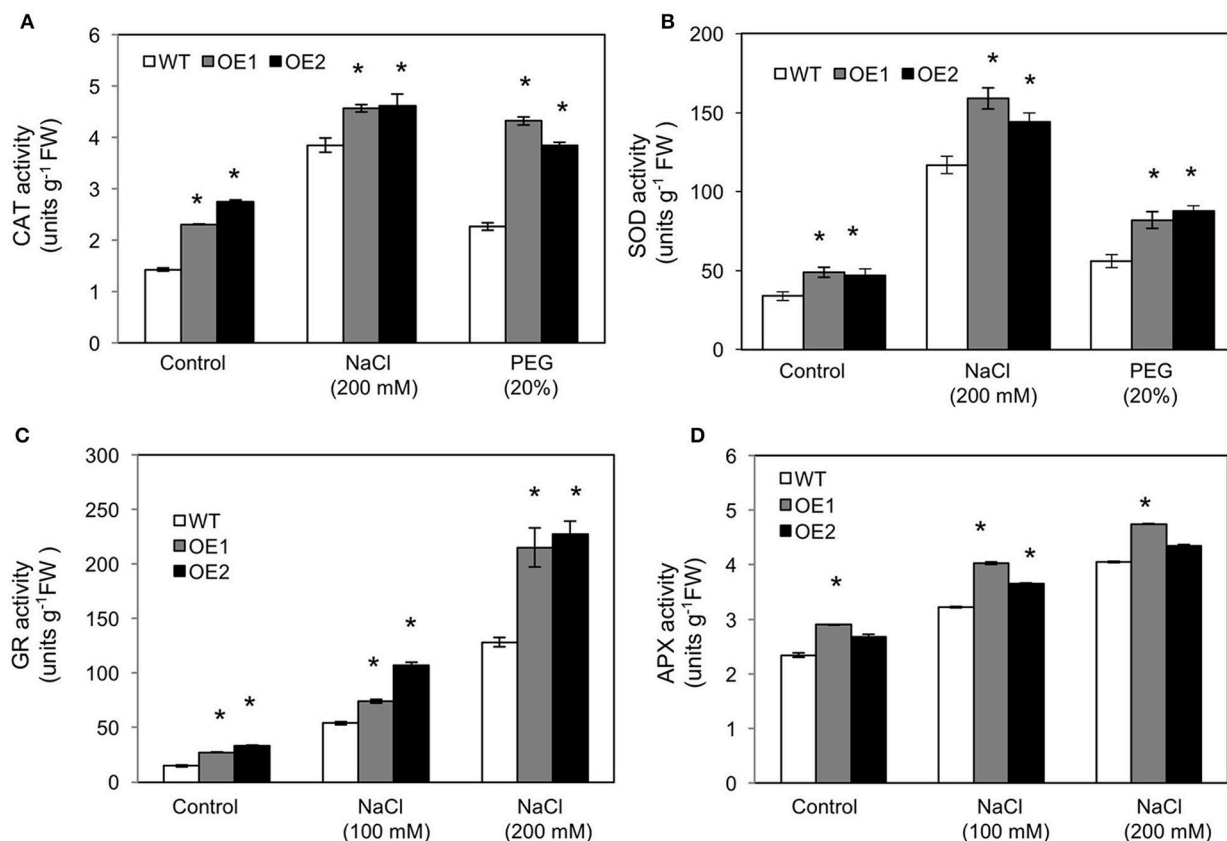 A
CAT activity
(units g⁻¹ FW)
6
5
4
3
2
1
0
WT OE1 OE2
* * * * * *
Control
NaCl
(200 mM)
PEG
(20%)
B
SOD activity
(units g⁻¹ FW )
200
150
100
50
0
WT OE1 OE2
* * * * * *
Control
NaCl
(200 mM)
PEG
(20%)
C
GR activity
(units g⁻¹FW )
300
250
200
150
100
50
0
WT
OE1
OE2
* * * * * *
Control
NaCl
(100 mM)
NaCl
(200 mM)
D
APX activity
(units g⁻¹FW)
6
5
4
3
2
1
0
WT
OE1
OE2
* * * *
Control
NaCl
(100 mM)
NaCl
(200 mM)